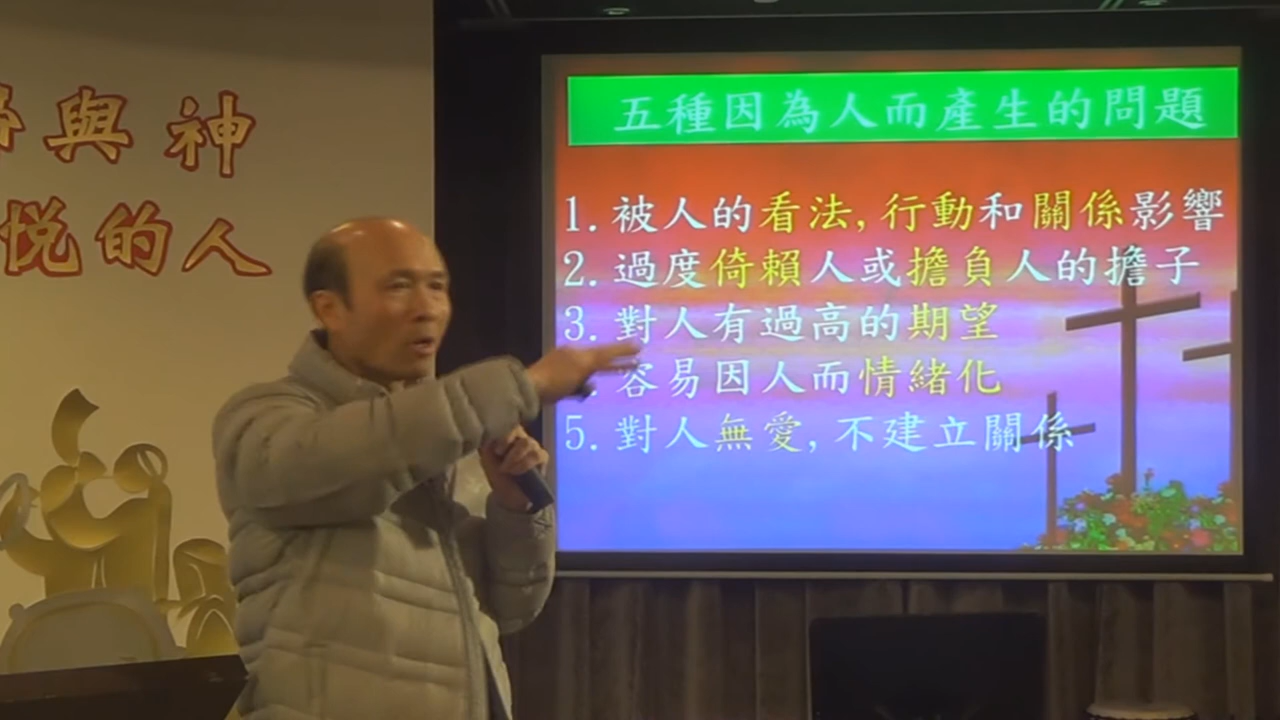 與神
悅的人
五種因為人而產生的問題
1.被人的看法,行動和關係影響
2.過度倚賴人或擔負人的擔子
3.對人有過高的期望
容易因人而情緒化
5.對人無愛,不建立關係